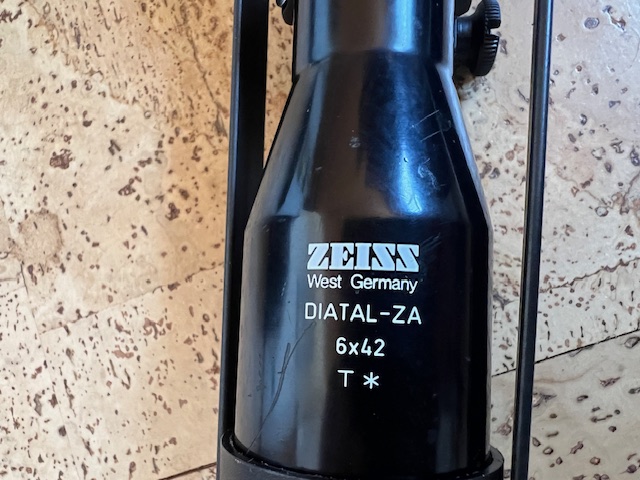 ZEISS
West Germany
DIATAL-ZA
6x42
T *